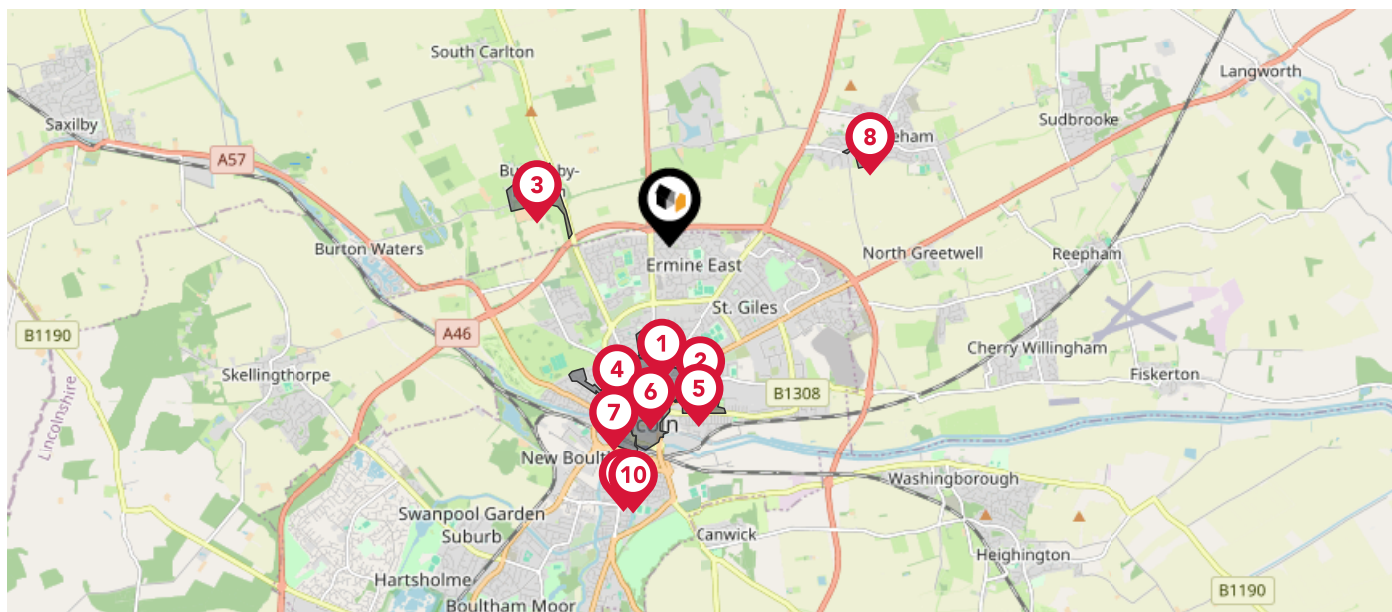 South Carlton
Langworth
Saxilby
Sudbrooke
8
A57
3
Burton Waters
North Greetwell
Reepham
Ermine East
St. Giles
B1190
A46
1
2
Cherry Willingham
4
Skellingthorpe
Fiskerton
6
5
B1308
7
Lincolnshire
New Boulth
10
Washingborough
Swanpool Garden
Suburb
Canwick
Heighington
Hartsholme
B1190
Boultham Moor